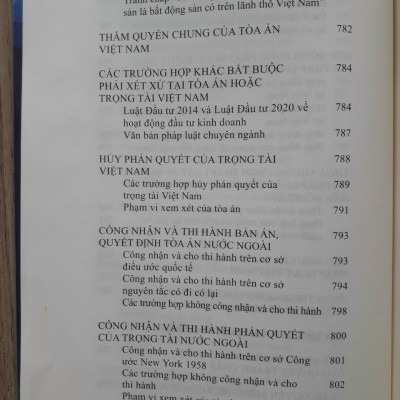 sản là bất động sản có trên lãnh thổ Việt Nam"
THẨM QUYỀN CHUNG CỦA TÒA ÁN 782
VIỆT NAM
CÁC TRƯỜNG HỢP KHÁC BẮT BUỘC 784
PHẢI XÉT XỬ TẠI TÒA ÁN HOẶC
TRỌNG TÀI VIỆT NAM
Luật Đầu tư 2014 và Luật Đầu tư 2020 về 784
hoạt động đầu tư kinh doanh
Văn bản pháp luật chuyên ngành 787
HỦY PHÁN QUYẾT CỦA TRỌNG TÀI 788
VIỆT NAM
Các trường hợp hủy phán quyết của 789
trọng tài Việt Nam
Phạm vi xem xét của tòa án 791
CÔNG NHẬN VÀ THI HÀNH BẢN ÁN, 793
QUYẾT ĐỊNH TÒA ÁN NƯỚC NGOÀI
Công nhận và cho thi hành trên cơ sở 793
điều ước quốc tế
Công nhận và cho thi hành trên cơ sở 794
nguyên tắc có đi có lại
Các trường hợp không công nhận và cho thi hành 798
CÔNG NHẬN VÀ THI HÀNH PHÁN QUYẾT 800
CỦA TRỌNG TÀI NƯỚC NGOÀI
Công nhận và cho thi hành trên cơ sở Công 801
ước New York 1958
Các trường hợp không công nhận và cho 802
thi hành
Phạm vi xem xét của